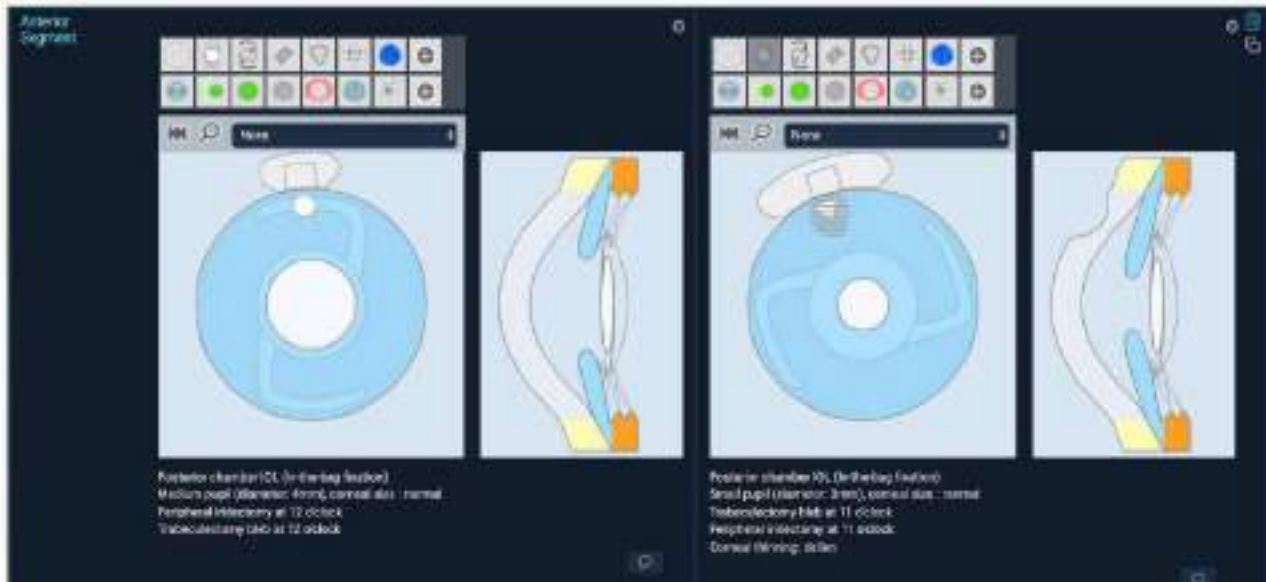 Anterior
Segment
None
None
Posterior chamber IOL (In-the-bag fixation)
Medium pupil (diameter: 4mm), corneal size : normal
Peripheral iridectomy at 12 o'clock
Trabeculectomy bleb at 12 o'clock
Posterior chamber IOL (In-the-bag fixation)
Small pupil (diameter: 3mm), corneal size : normal
Trabeculectomy bleb at 11 o'clock
Peripheral iridectomy at 11 o'clock
Corneal thinning: dellen